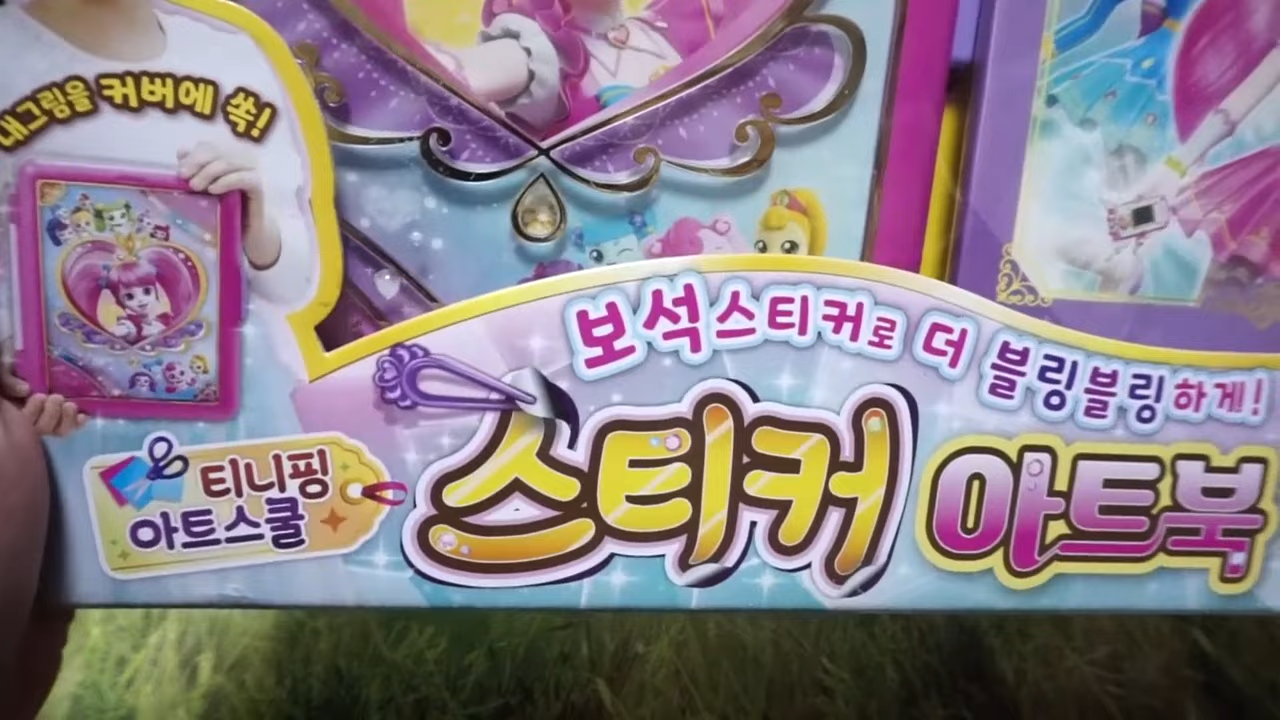 내그림을 커버에 쏙!
보석스티커로 더 블링블링하게!
티니핑
아트스쿨
스티커 아트북